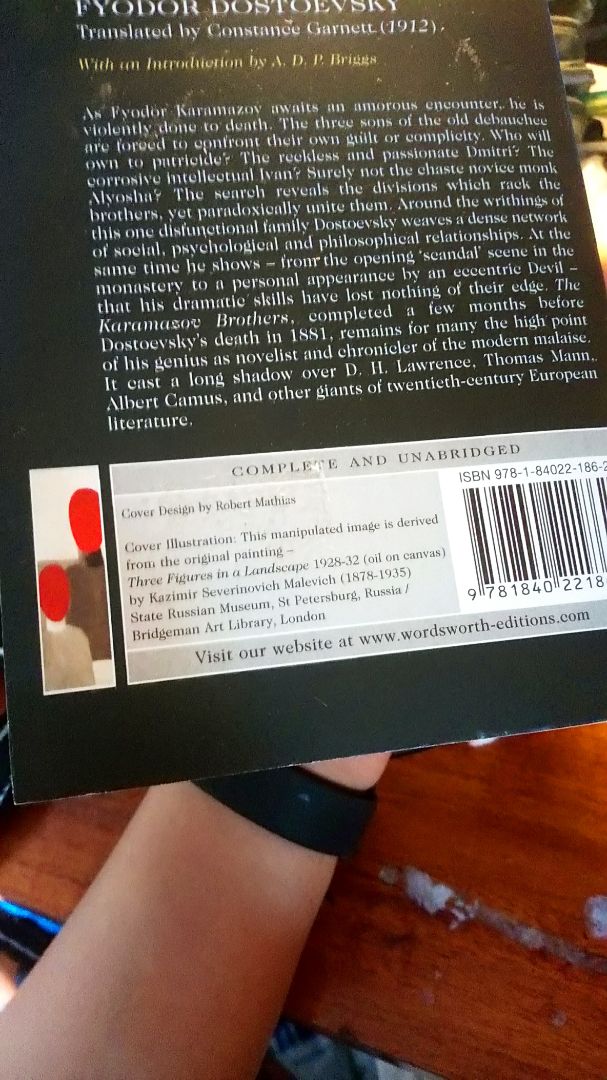 FYODOR DOSTOEVSKY
Translated by Constance Garnett (1912).
With an Introduction by A. D. P. Briggs
As Fyodor Karamazov awaits an amorous encounter, he is
violently done to death. The three sons of the old debauchee
are forced to confront their own guilt or complicity. Who will
own to patricide? The reckless and passionate Dmitri? The
corrosive intellectual Ivan? Surely not the chaste novice monk
Alyosha? The search reveals the divisions which rack the
brothers, yet paradoxically unite them. Around the writhings of
this one disfunctional family Dostoevsky weaves a dense network
of social, psychological and philosophical relationships. At the
same time he shows – from the opening 'scandal' scene in the
monastery to a personal appearance by an eccentric Devil –
that his dramatic skills have lost nothing of their edge. The
Karamazov Brothers, completed a few months before
Dostoevsky's death in 1881, remains for many the high point
of his genius as novelist and chronicler of the modern malaise.
It cast a long shadow over D. H. Lawrence, Thomas Mann,
Albert Camus, and other giants of twentieth-century European
literature.
COMPLETE AND UNABRIDGED
ISBN 978-1-84022-186-2
Cover Design by Robert Mathias
Cover Illustration: This manipulated image is derived
from the original painting –
Three Figures in a Landscape 1928-32 (oil on canvas)
by Kazimir Severinovich Malevich (1878-1935)
State Russian Museum, St Petersburg, Russia /
Bridgeman Art Library, London
9 781840 2218
Visit our website at www.wordsworth-editions.com